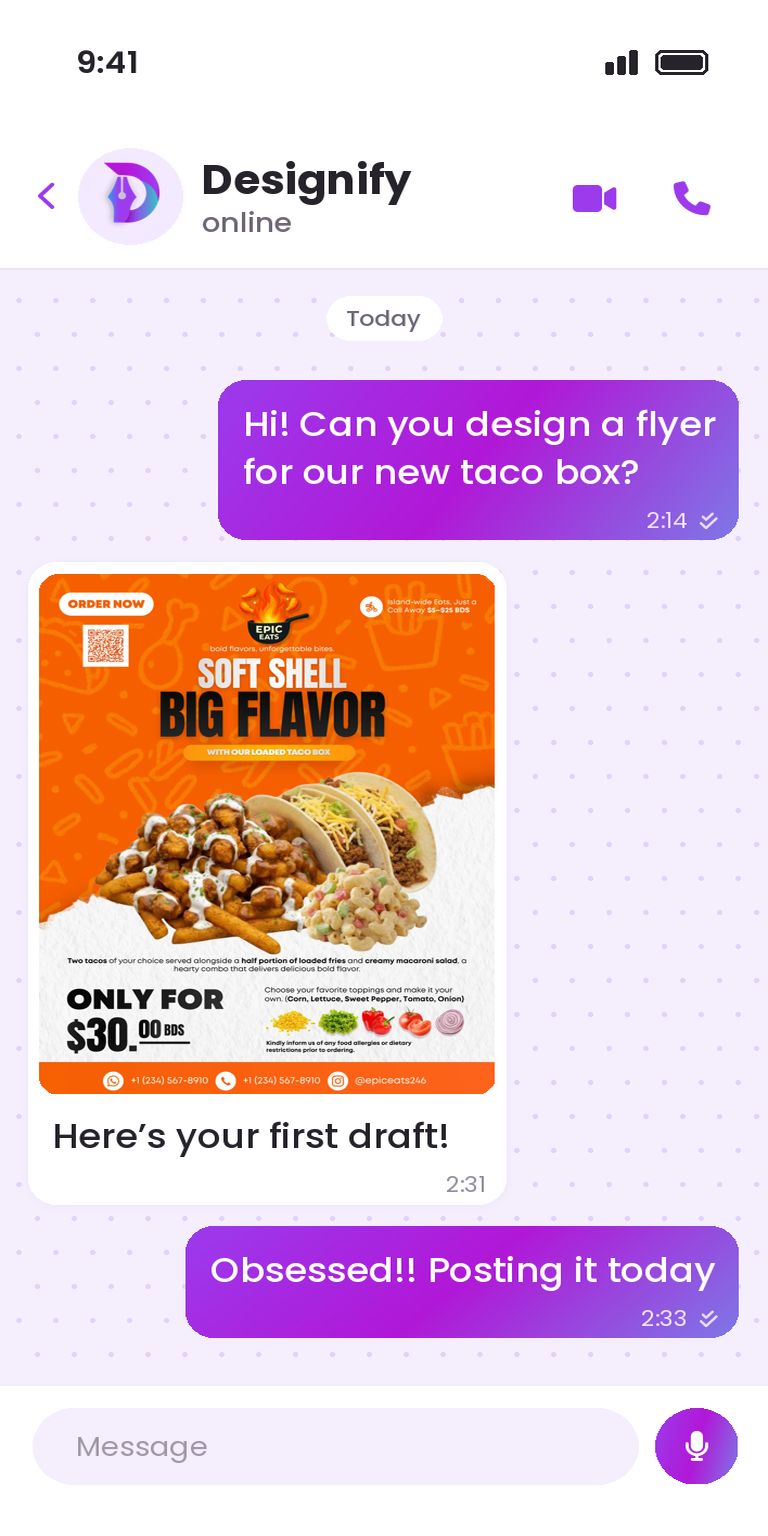 9:41
Designify
online
Today
Hi! Can you design a flyer
for our new taco box?
2:14
ORDER NOW
EPIC
EATS
bold flavors. unforgettable bites.
Island-wide Eats, Just a
Call Away $5-$25 BDS
SOFT SHELL
BIG FLAVOR
WITH OUR LOADED TACO BOX
Two tacos of your choice served alongside a half portion of loaded fries and creamy macaroni salad, a
hearty combo that delivers delicious bold flavor.
ONLY FOR
$30.00 BDS
Choose your favorite toppings and make it your
own. (Corn, Lettuce, Sweet Pepper, Tomato, Onion)
Kindly inform us of any food allergies or dietary
restrictions prior to ordering.
+1 (234) 567-8910 +1 (234) 567-8910 @epiceats246
Here’s your first draft!
2:31
Obsessed!! Posting it today
2:33
Message